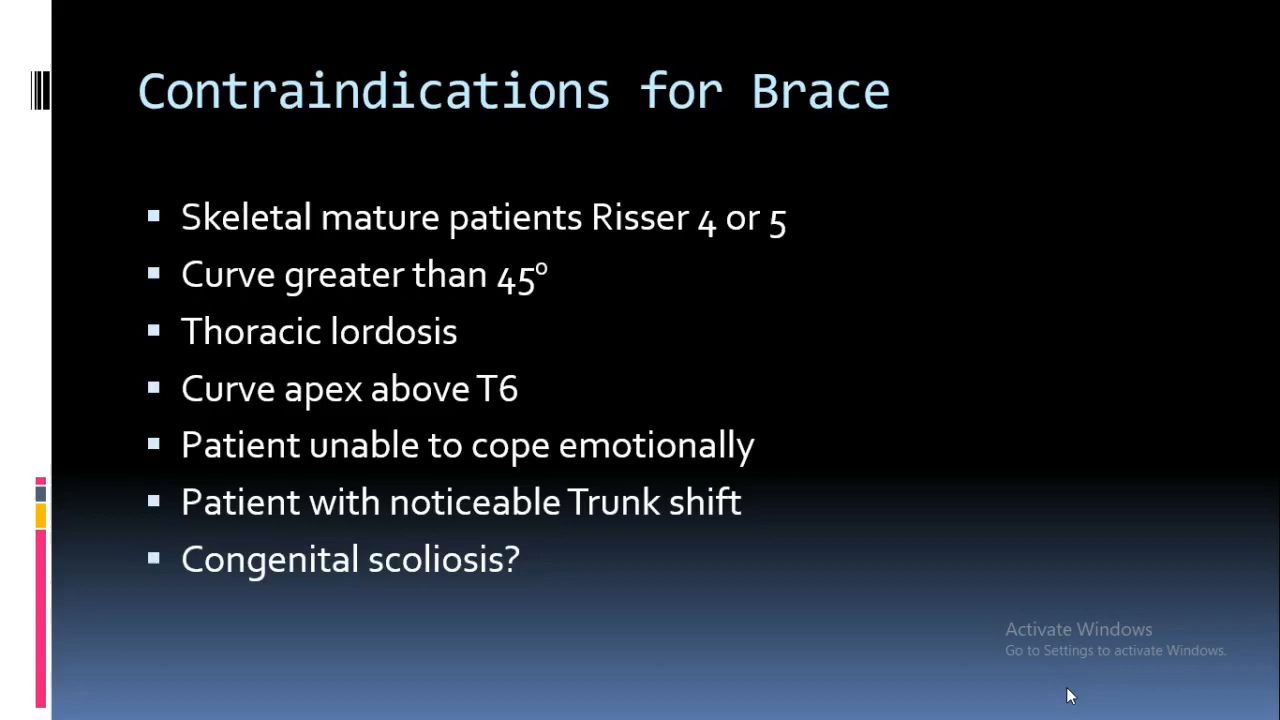 Contraindications for Brace
Skeletal mature patients Risser 4 or 5
Curve greater than 45⁰
Thoracic lordosis
Curve apex above T6
Patient unable to cope emotionally
Patient with noticeable Trunk shift
Congenital scoliosis?
Activate Windows
Go to Settings to activate Windows.